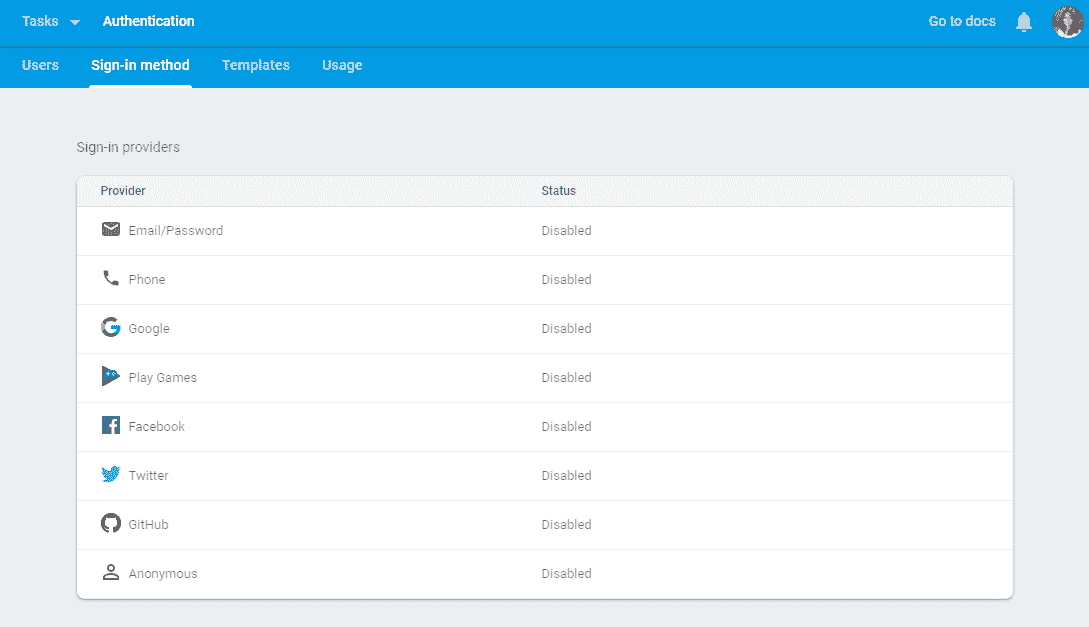 Tasks Authentication Go to docs
Users Sign-in method Templates Usage
Sign-in providers
Provider Status
Email/Password Disabled
Phone Disabled
Google Disabled
Play Games Disabled
Facebook Disabled
Twitter Disabled
GitHub Disabled
Anonymous Disabled